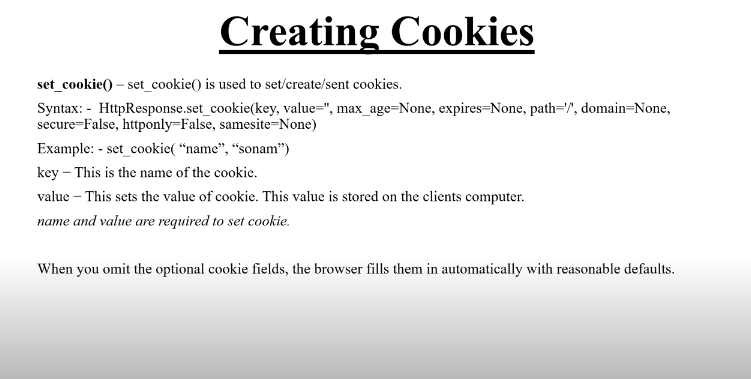 Creating Cookies
set_cookie() – set_cookie() is used to set/create/sent cookies.
Syntax: - HttpResponse.set_cookie(key, value='', max_age=None, expires=None, path='/', domain=None,
secure=False, httponly=False, samesite=None)
Example: - set_cookie( “name”, “sonam”)
key – This is the name of the cookie.
value – This sets the value of cookie. This value is stored on the clients computer.
name and value are required to set cookie.
When you omit the optional cookie fields, the browser fills them in automatically with reasonable defaults.